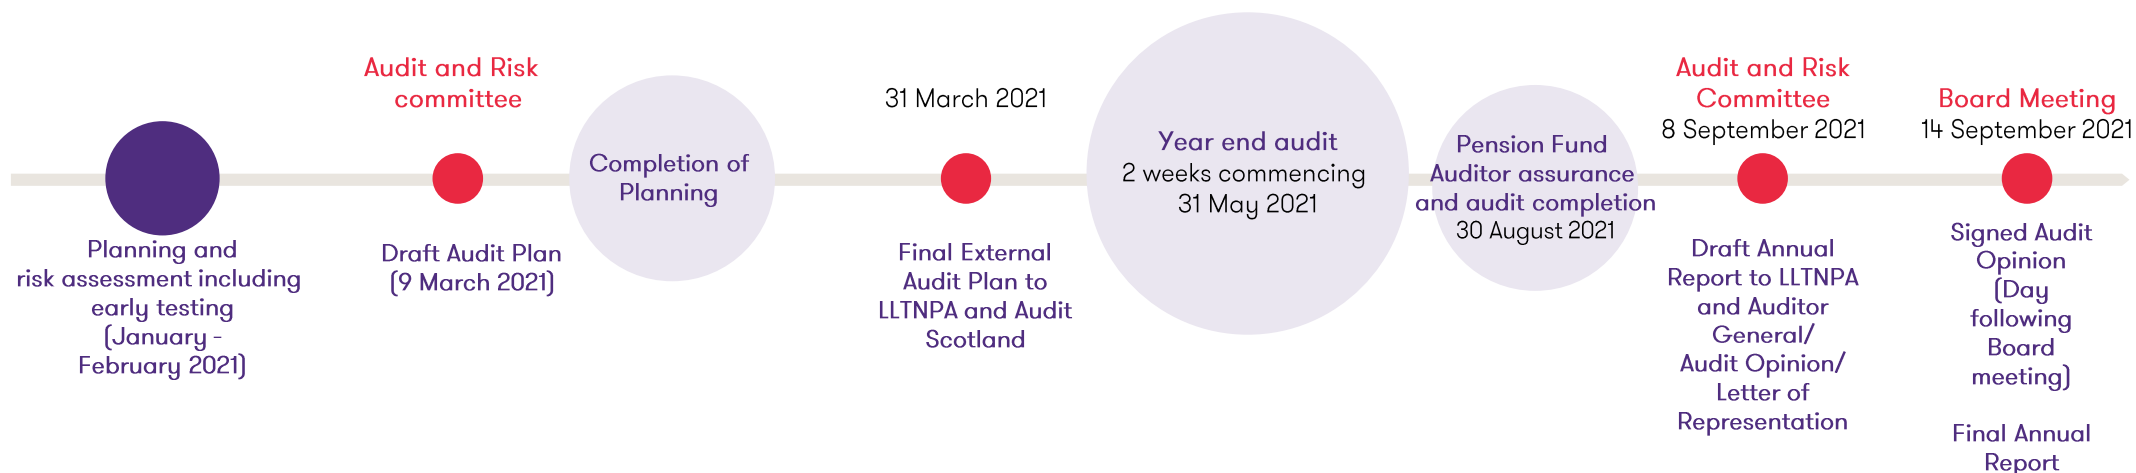 Planning and
risk assessment including
early testing
(January -
February 2021)
Audit and Risk
committee
Draft Audit Plan
(9 March 2021)
Completion of
Planning
31 March 2021
Final External
Audit Plan to
LLTNPA and Audit
Scotland
Year end audit
2 weeks commencing
31 May 2021
Pension Fund
Auditor assurance
and audit completion
30 August 2021
Audit and Risk
Committee
8 September 2021
Draft Annual
Report to LLTNPA
and Auditor
General/
Audit Opinion/
Letter of
Representation
Board Meeting
14 September 2021
Signed Audit
Opinion
(Day
following
Board
meeting)
Final Annual
Report